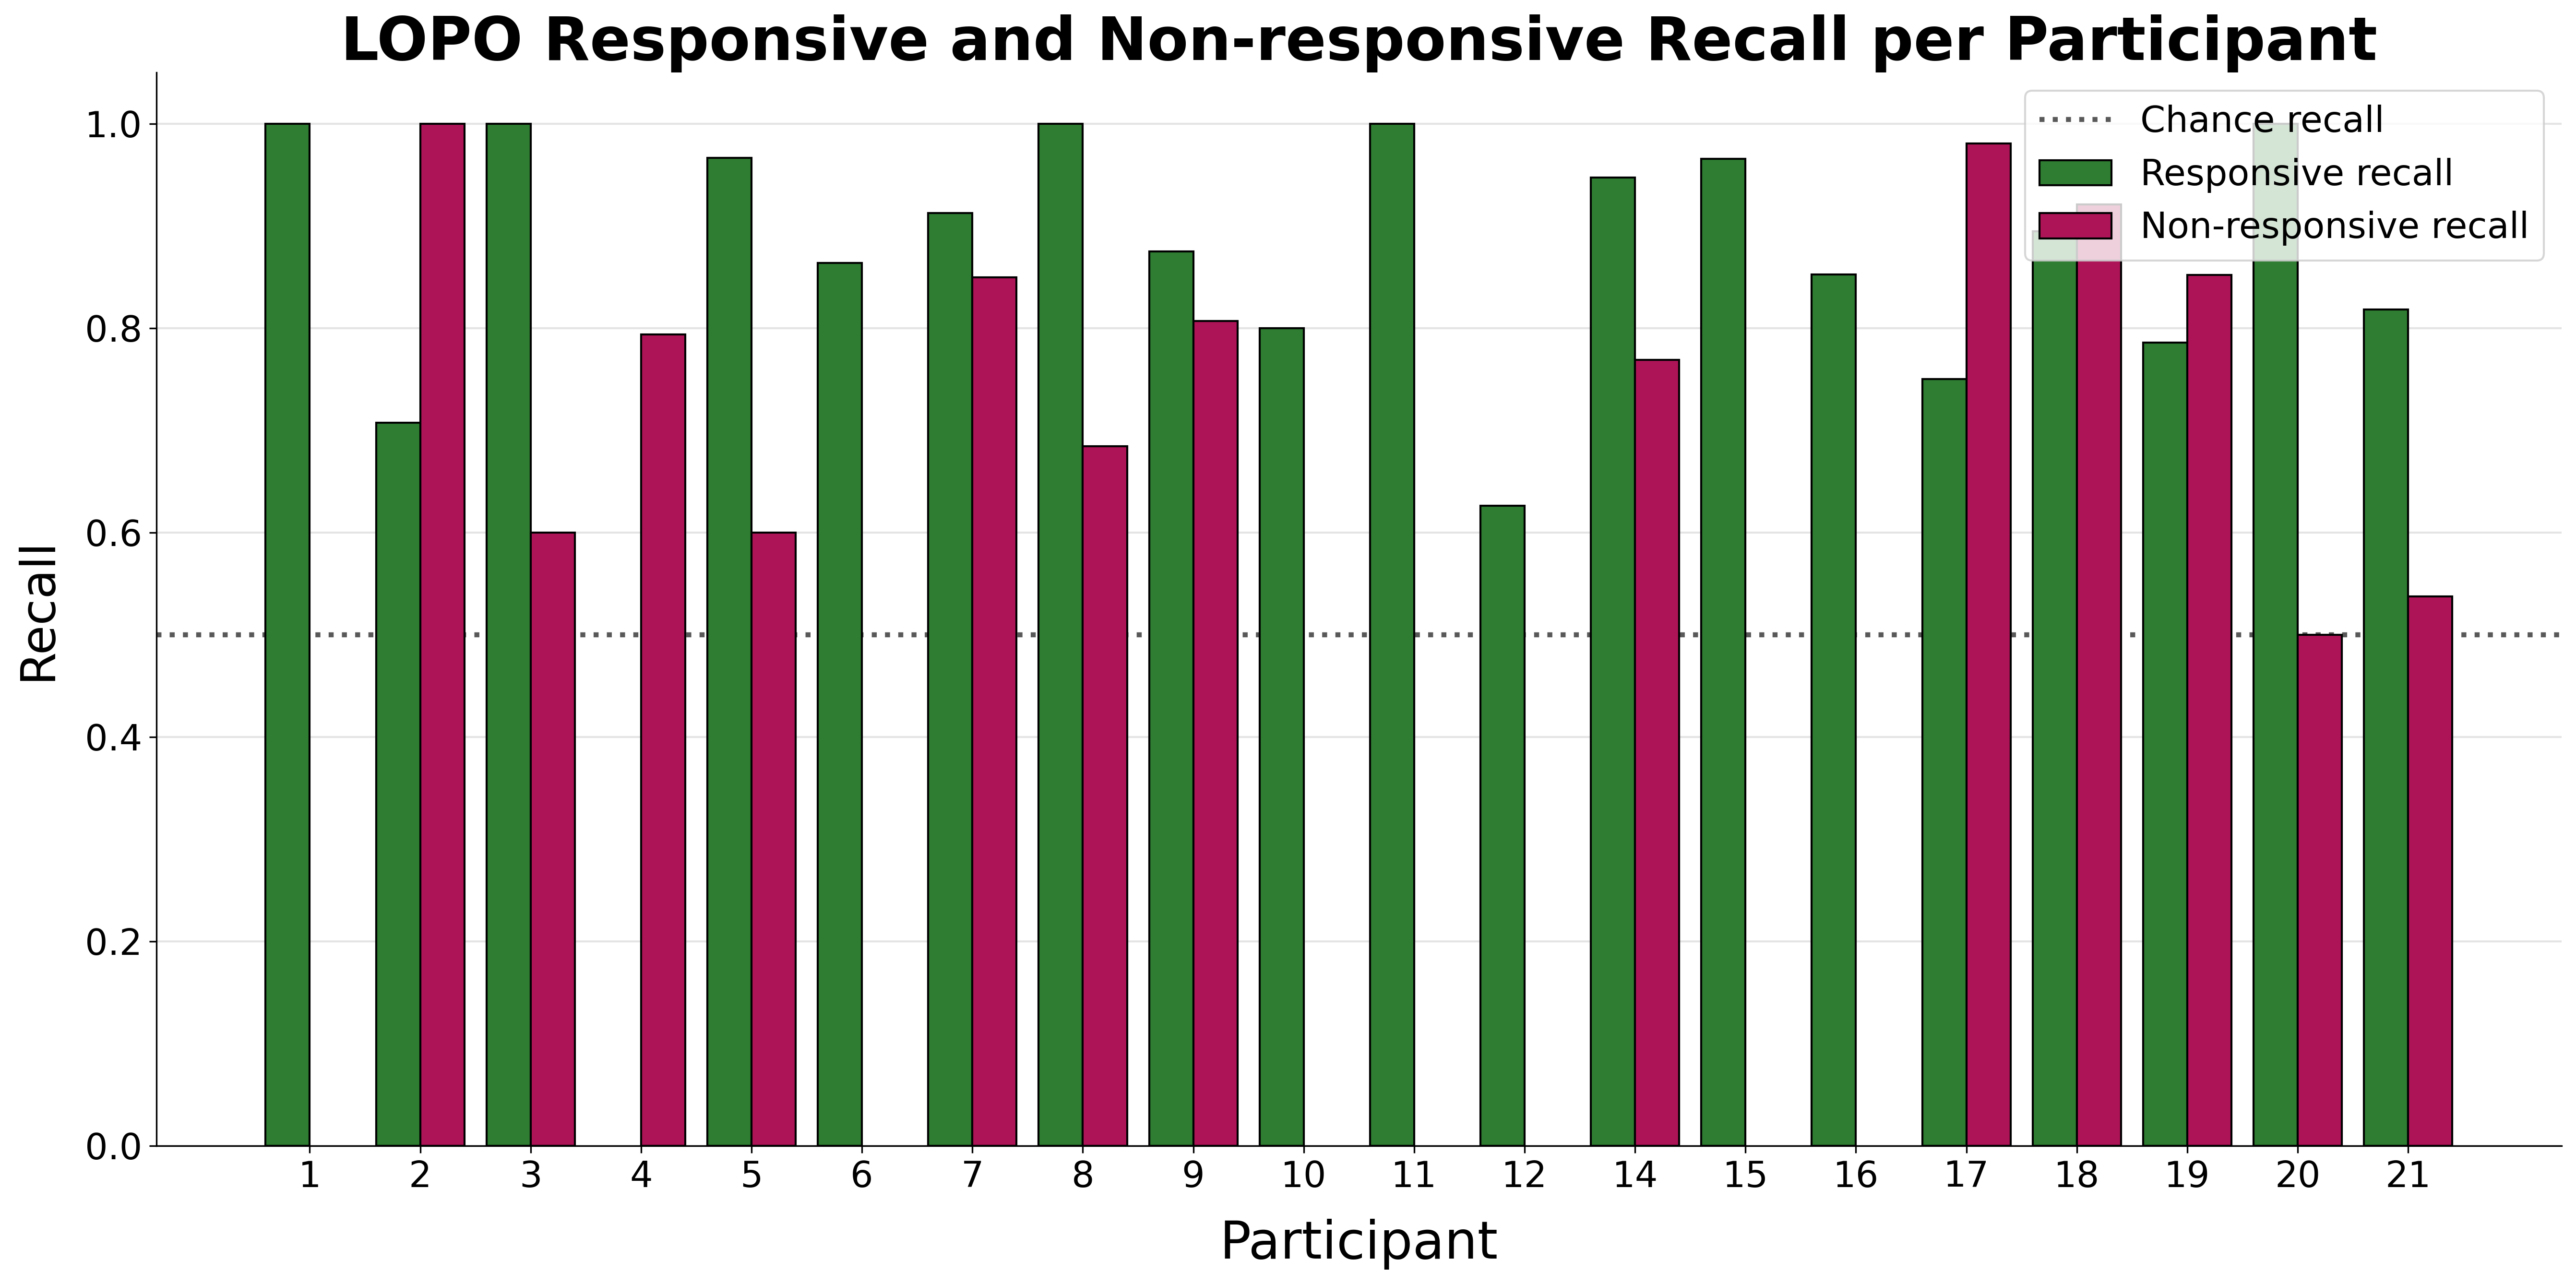 LOPO Responsive and Non-responsive Recall per Participant
Chance recall
Responsive recall
Non-responsive recall
Recall
1.0
0.8
0.6
0.4
0.2
0.0
1 2 3 4 5 6 7 8 9 10 11 12 14 15 16 17 18 19 20 21
Participant